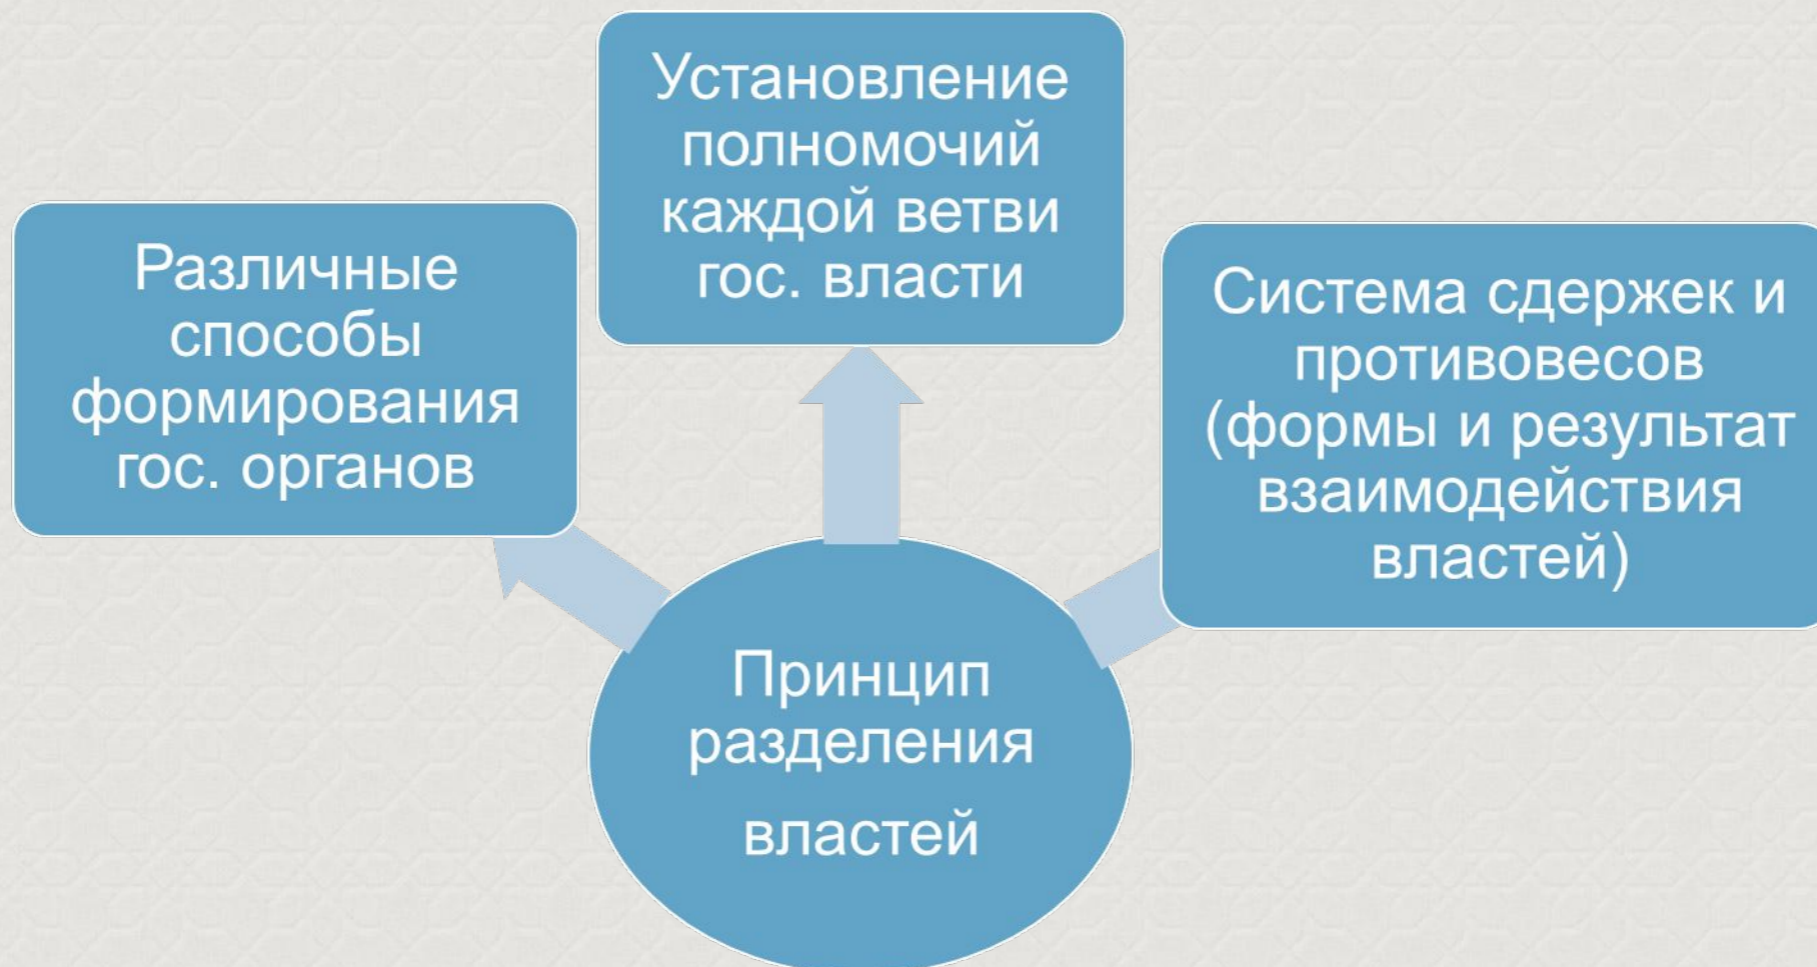 Установление
полномочий
каждой ветви
гос. власти
Различные
способы
формирования
гос. органов
Система сдержек и
противовесов
(формы и результат
взаимодействия
властей)
Принцип
разделения
властей